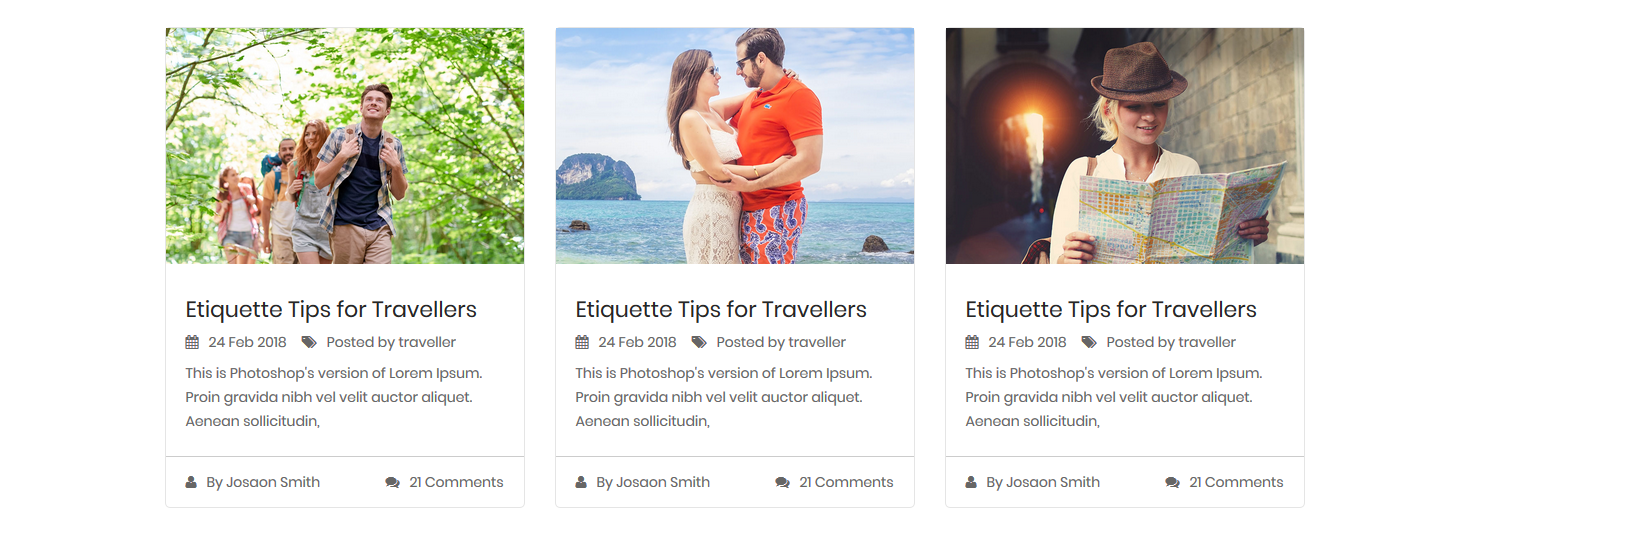 Etiquette Tips for Travellers
24 Feb 2018 Posted by traveller
This is Photoshop's version of Lorem Ipsum.
Proin gravida nibh vel velit auctor aliquet.
Aenean sollicitudin,
By Josaon Smith 21 Comments
Etiquette Tips for Travellers
24 Feb 2018 Posted by traveller
This is Photoshop's version of Lorem Ipsum.
Proin gravida nibh vel velit auctor aliquet.
Aenean sollicitudin,
By Josaon Smith 21 Comments
Etiquette Tips for Travellers
24 Feb 2018 Posted by traveller
This is Photoshop's version of Lorem Ipsum.
Proin gravida nibh vel velit auctor aliquet.
Aenean sollicitudin,
By Josaon Smith 21 Comments